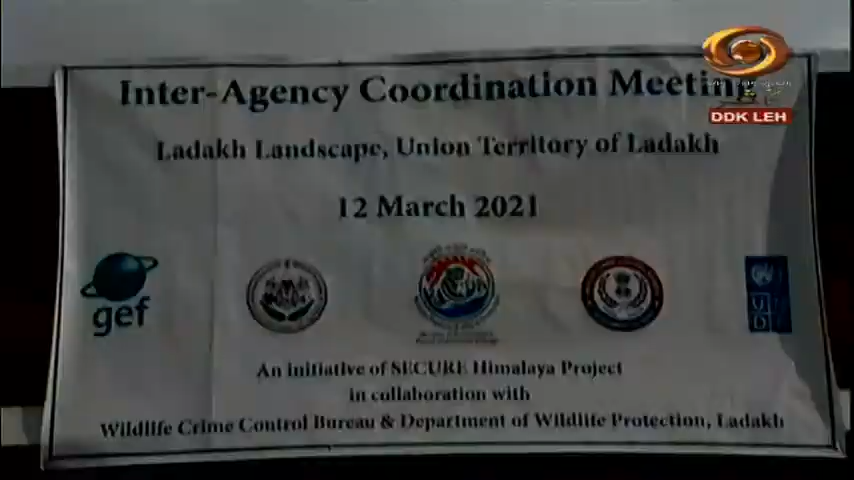 Inter-Agency Coordination Meeting
DDK LEH
Ladakh Landscape, Union Territory of Ladakh
12 March 2021
gef
An initiative of SECURE Himalaya Project
in collaboration with
Wildlife Crime Control Bureau & Department of Wildlife Protection, Ladakh